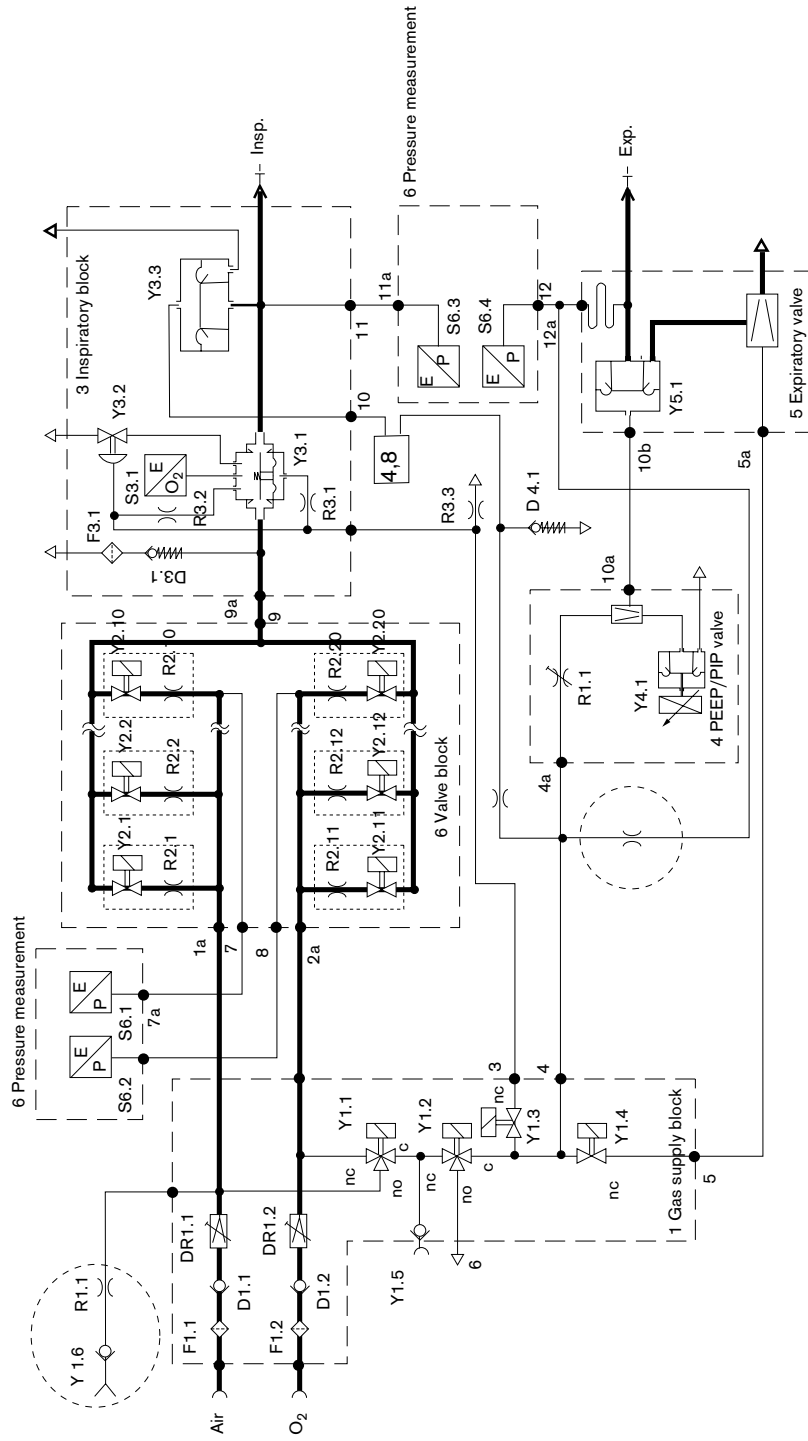 Air
O2
Y 1.6
R1.1
F1.1
D1.1
DR1.1
F1.2
D1.2
DR1.2
Y1.5
6
nc
no
Y1.1
c
nc
no
Y1.2
c
nc
Y1.3
3
4
nc
Y1.4
5
1 Gas supply block
6 Pressure measurement
E
P
S6.1
7a
E
P
S6.2
1a
7
8
2a
Y2.1
R2.1
Y2.2
R2.2
Y2.10
R2.10
R2.11
Y2.11
R2.12
Y2.12
R2.20
Y2.20
6 Valve block
9
9a
3 Inspiratory block
D3.1
F3.1
S3.1
E
O2
R3.2
Y3.2
Y3.1
R3.1
Y3.3
Insp.
10
11
4,8
R3.3
D 4.1
6 Pressure measurement
11a
E
P
S6.3
E
P
S6.4
12
12a
4a
R1.1
Y4.1
4 PEEP/PIP valve
10a
10b
Y5.1
Exp.
5a
5 Expiratory valve